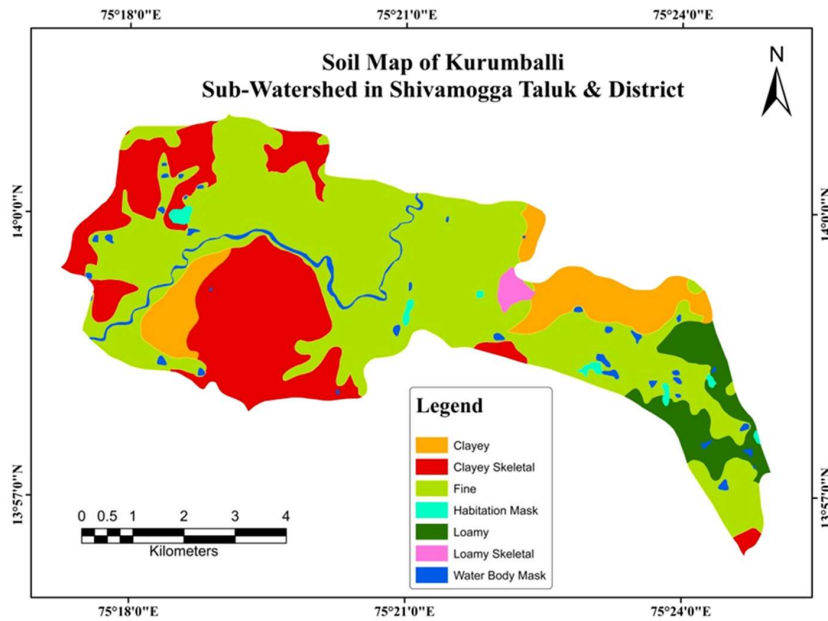 75°18'0"E 75°21'0"E 75°24'0"E
Soil Map of Kurumballi
Sub-Watershed in Shivamogga Taluk & District
N
14°0'0"N 14°0'0"N
Legend
Clayey
Clayey Skeletal
Fine
Habitation Mask
Loamy
Loamy Skeletal
Water Body Mask
13°57'0"N 13°57'0"N
0 0.5 1 2 3 4
Kilometers
75°18'0"E 75°21'0"E 75°24'0"E